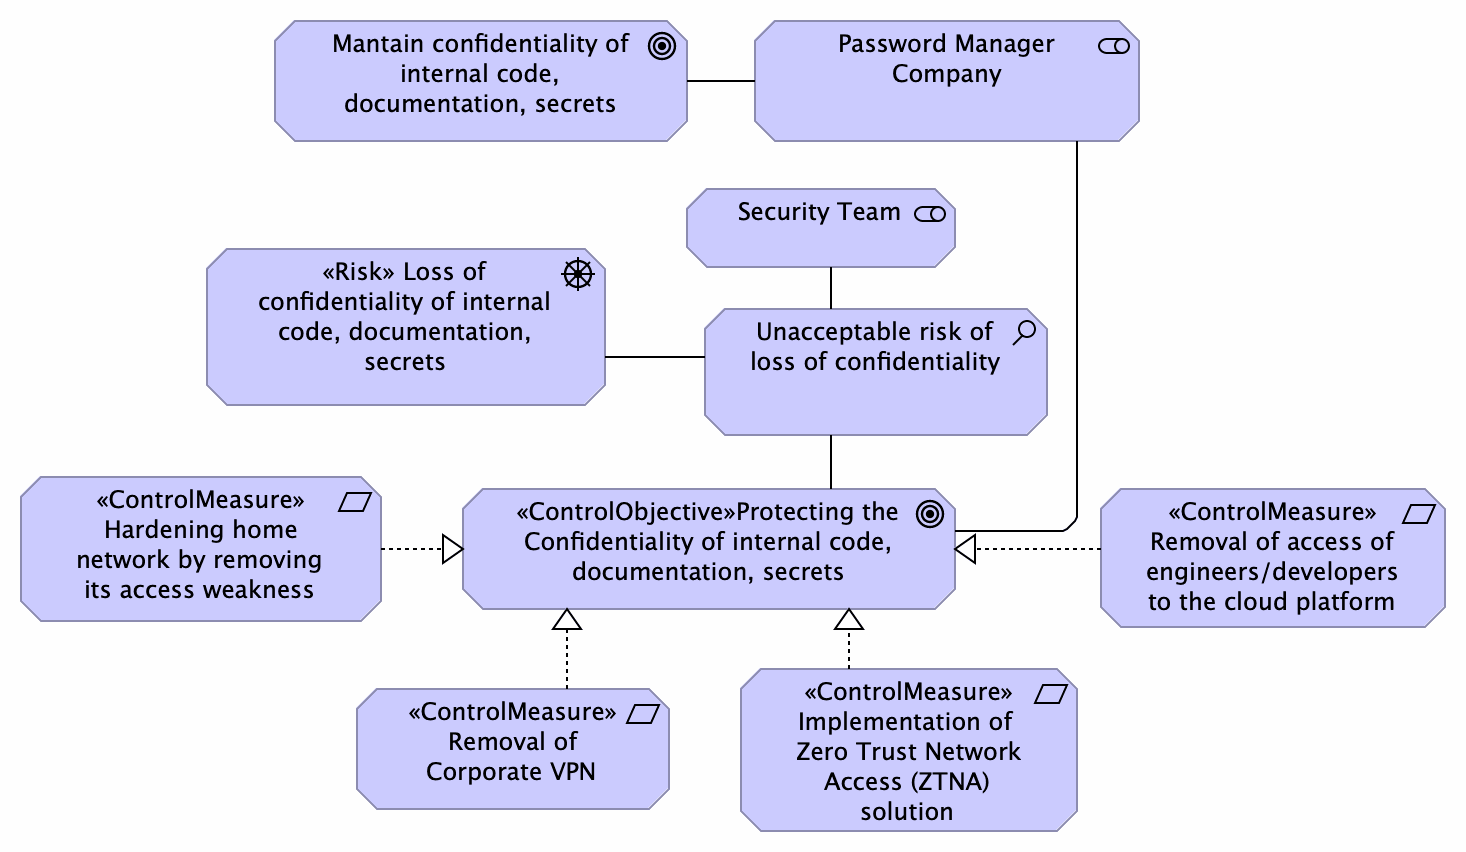 Mantain confidentiality of
internal code,
documentation, secrets
Password Manager
Company
Security Team
«Risk» Loss of
confidentiality of internal
code, documentation,
secrets
Unacceptable risk of
loss of confidentiality
«ControlMeasure»
Hardening home
network by removing
its access weakness
«ControlObjective»Protecting the
Confidentiality of internal code,
documentation, secrets
«ControlMeasure»
Removal of access of
engineers/developers
to the cloud platform
«ControlMeasure»
Removal of
Corporate VPN
«ControlMeasure»
Implementation of
Zero Trust Network
Access (ZTNA)
solution